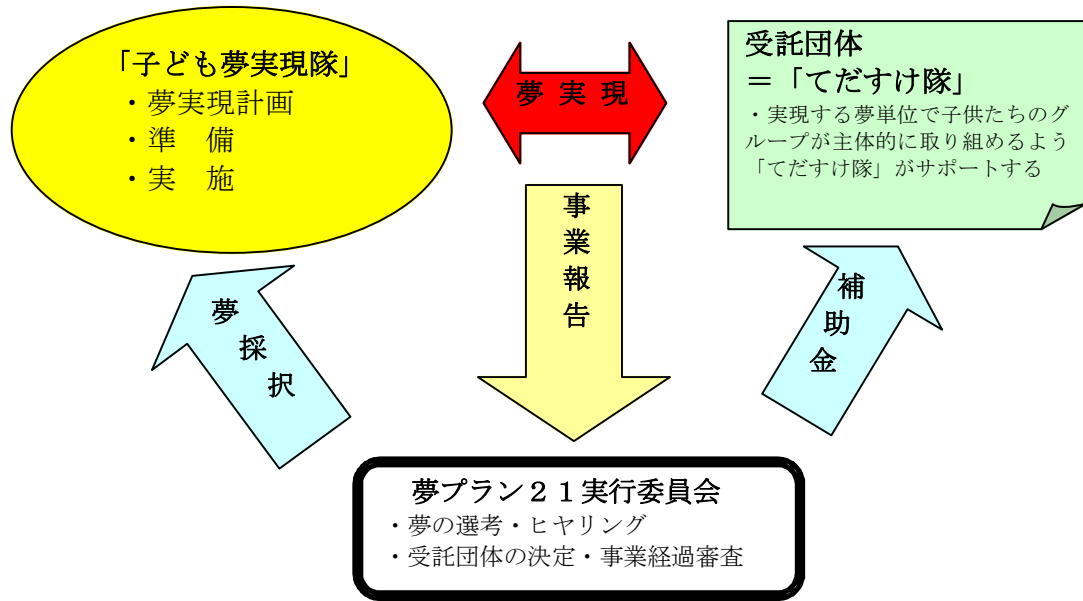 「子ども夢実現隊」
・夢実現計画
・準　備
・実　施
夢 実 現
受託団体
＝「てだすけ隊」
・実現する夢単位で子供たちのグ
ループが主体的に取り組めるよう
「てだすけ隊」がサポートする
事業報告
夢採択
補助金
夢プラン２１実行委員会
・夢の選考・ヒヤリング
・受託団体の決定・事業経過審査